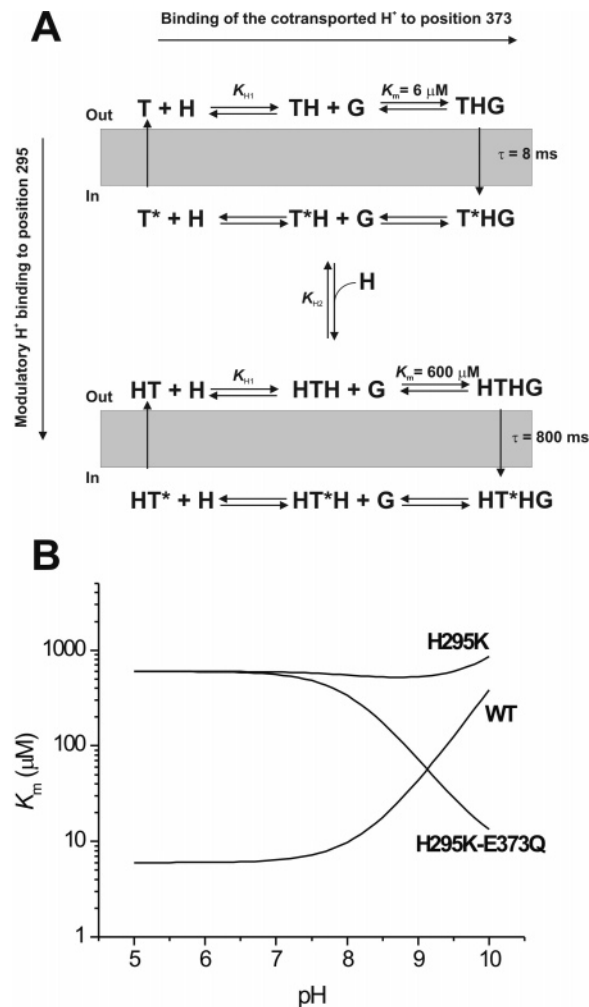 A
Binding of the cotransported H⁺ to position 373
Modulatory H⁺ binding to position 295
K_H1 K_m= 6 μM
Out T + H TH + G THG
τ = 8 ms
In
T* + H T*H + G T*HG
K_H2 H
K_H1 K_m= 600 μM
Out HT + H HTH + G HTHG
τ = 800 ms
In
HT* + H HT*H + G HT*HG
B
K_m (μM)
1000
100
10
1
H295K
WT
H295K-E373Q
5 6 7 8 9 10
pH